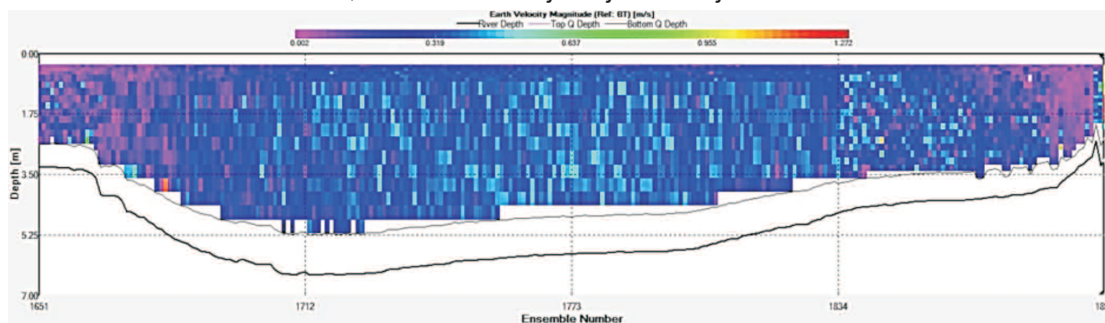 Earth Velocity Magnitude (Ref: BT) [m/s]
River Depth Top Q Depth Bottom Q Depth
0.002 0.319 0.637 0.955 1.272
0.00
1.75
3.50
5.25
7.00
Depth [m]
1651 1712 1773 1834
Ensemble Number